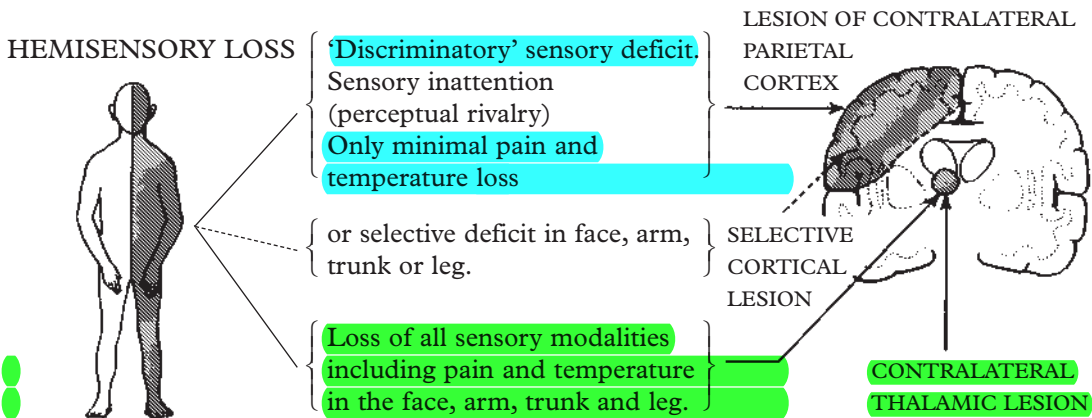 HEMISENSORY LOSS
'Discriminatory' sensory deficit.
Sensory inattention
(perceptual rivalry)
Only minimal pain and
temperature loss
LESION OF CONTRALATERAL
PARIETAL
CORTEX
or selective deficit in face, arm,
trunk or leg.
SELECTIVE
CORTICAL
LESION
Loss of all sensory modalities
including pain and temperature
in the face, arm, trunk and leg.
CONTRALATERAL
THALAMIC LESION